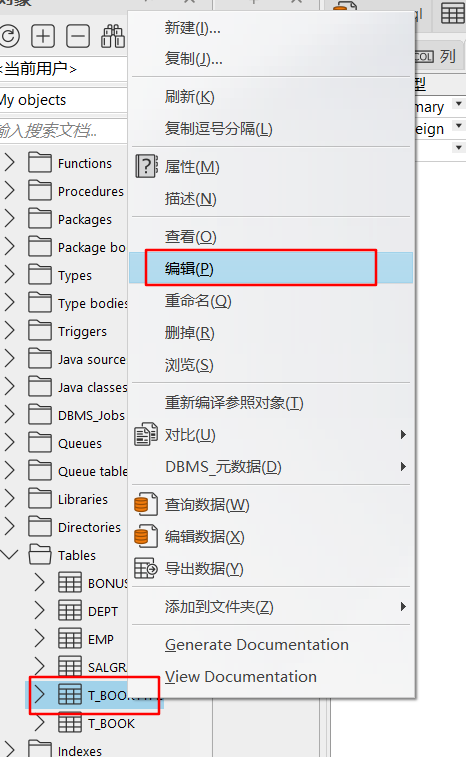 对象
新建(I)...
复制(J)...
刷新(K)
复制逗号分隔(L)
属性(M)
描述(N)
查看(O)
编辑(P)
重命名(Q)
删掉(R)
浏览(S)
重新编译参照对象(T)
对比(U)
DBMS_元数据(D)
查询数据(W)
编辑数据(X)
导出数据(Y)
添加到文件夹(Z)
Generate Documentation
View Documentation
<当前用户>
My objects
输入搜索文档...
Functions
Procedures
Packages
Package bo
Types
Type bodies
Triggers
Java source
Java classes
DBMS_Jobs
Queues
Queue table
Libraries
Directories
Tables
BONUS
DEPT
EMP
SALGRA
T_BOOK
T_BOOK
Indexes
ql
COL 列
型
mary
eign